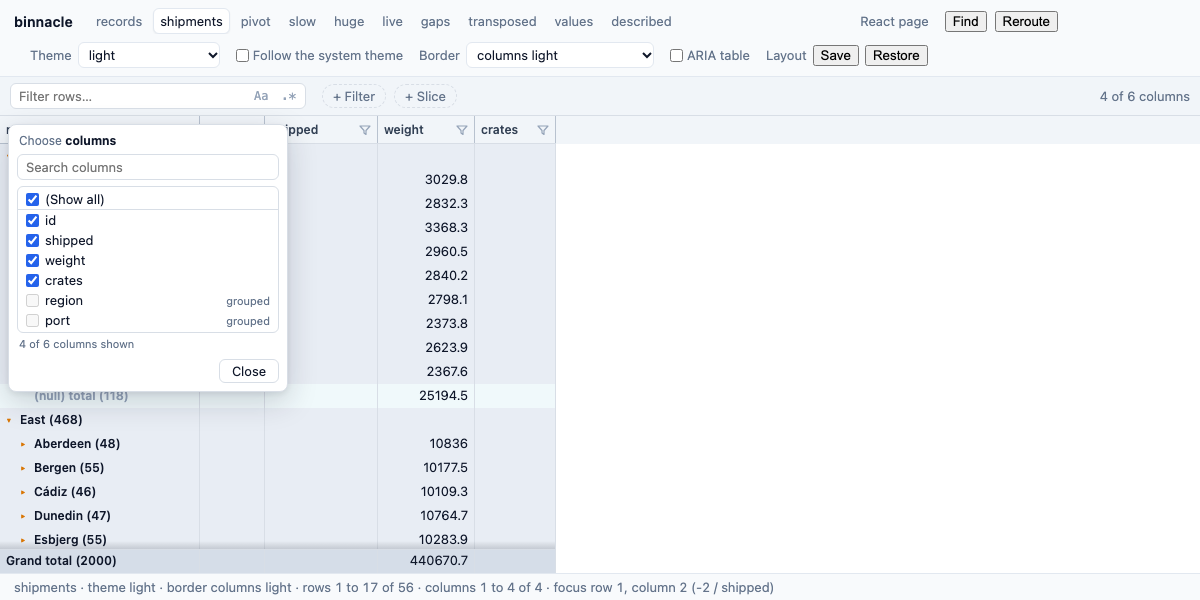 binnacle records shipments pivot slow huge live gaps transposed values described React page Find Reroute
Theme light Follow the system theme Border columns light ARIA table Layout Save Restore
Filter rows... Aa .* + Filter + Slice 4 of 6 columns
ipped weight crates
Choose columns
Search columns
(Show all)
id
shipped
weight
crates
region grouped
port grouped
4 of 6 columns shown
Close
3029.8
2832.3
3368.3
2960.5
2840.2
2798.1
2373.8
2623.9
2367.6
(null) total (118) 25194.5
East (468)
Aberdeen (48) 10836
Bergen (55) 10177.5
Cádiz (46) 10109.3
Dunedin (47) 10764.7
Esbjerg (55) 10283.9
Grand total (2000) 440670.7
shipments · theme light · border columns light · rows 1 to 17 of 56 · columns 1 to 4 of 4 · focus row 1, column 2 (-2 / shipped)